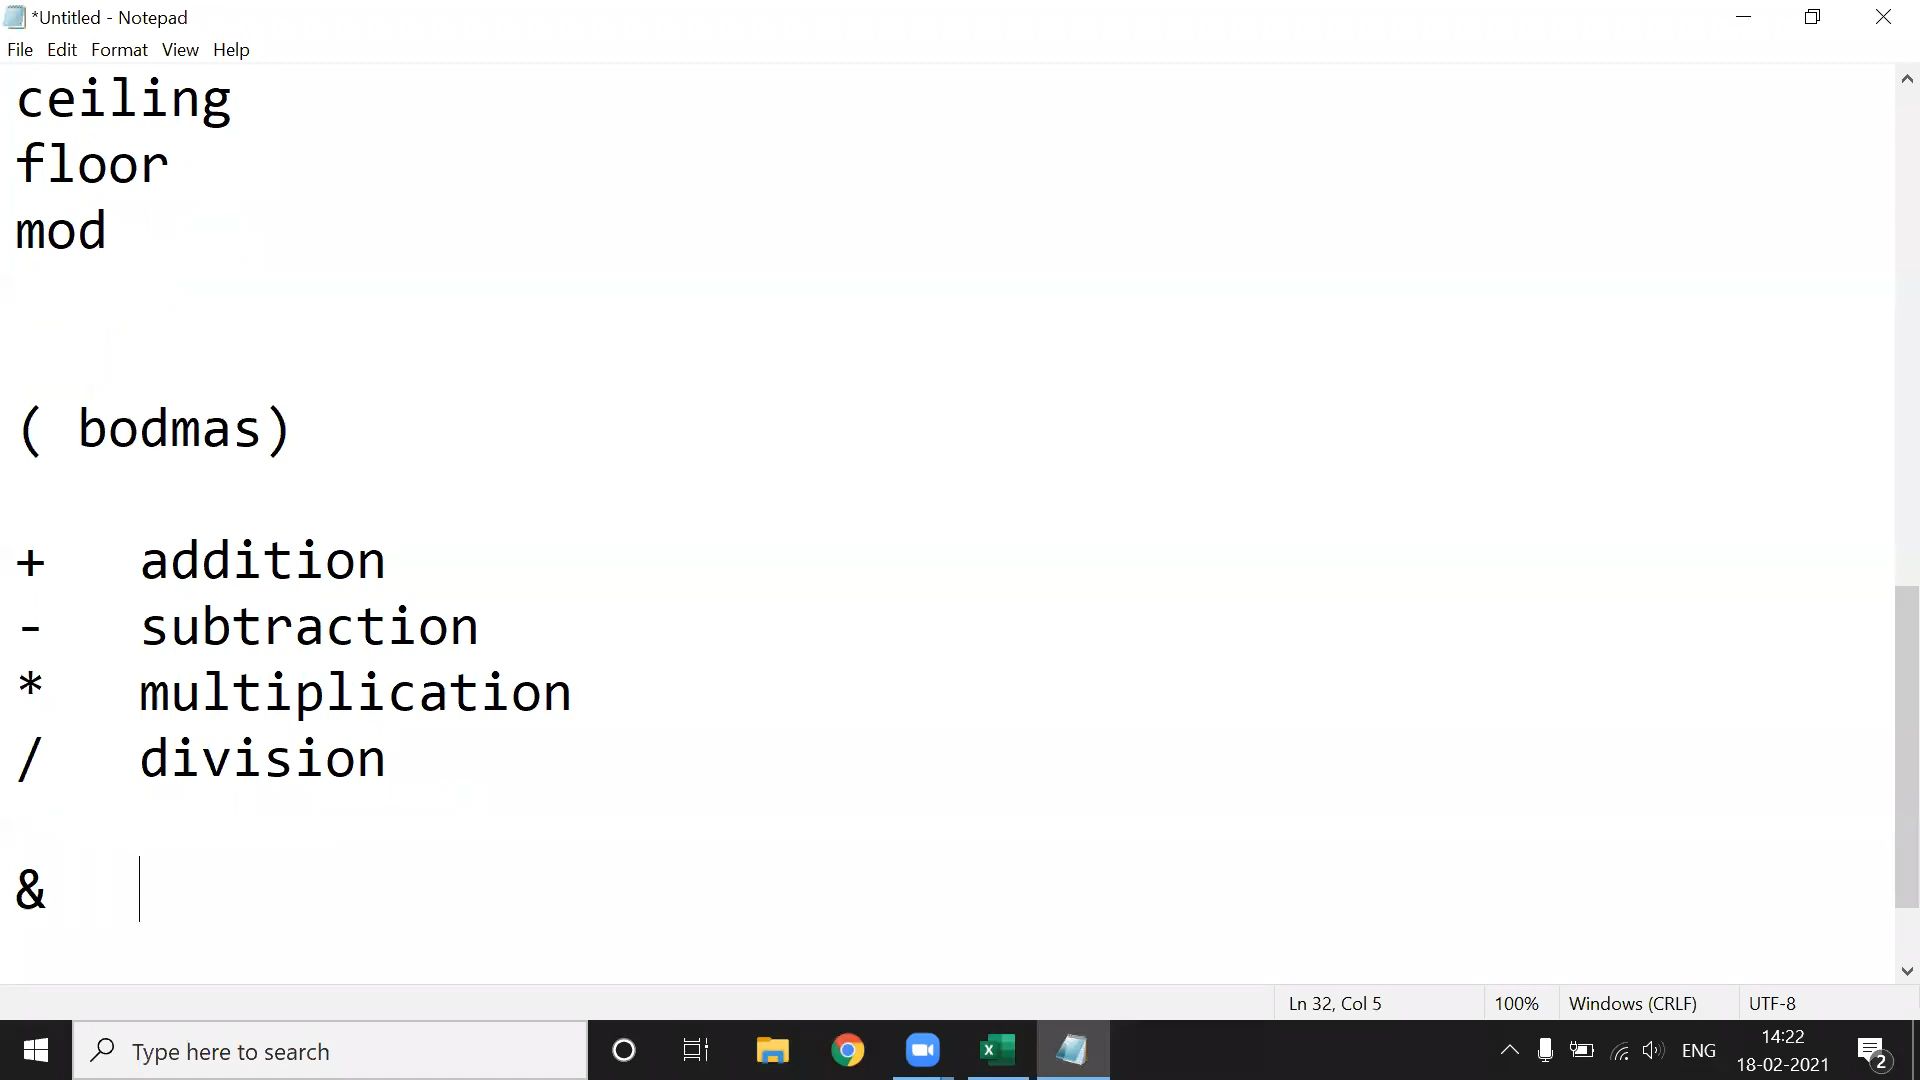 *Untitled - Notepad
File Edit Format View Help
ceiling
floor
mod
( bodmas)
+ addition
- subtraction
* multiplication
/ division
&
Ln 32, Col 5 100% Windows (CRLF) UTF-8
Type here to search
ENG
14:22
18-02-2021
2